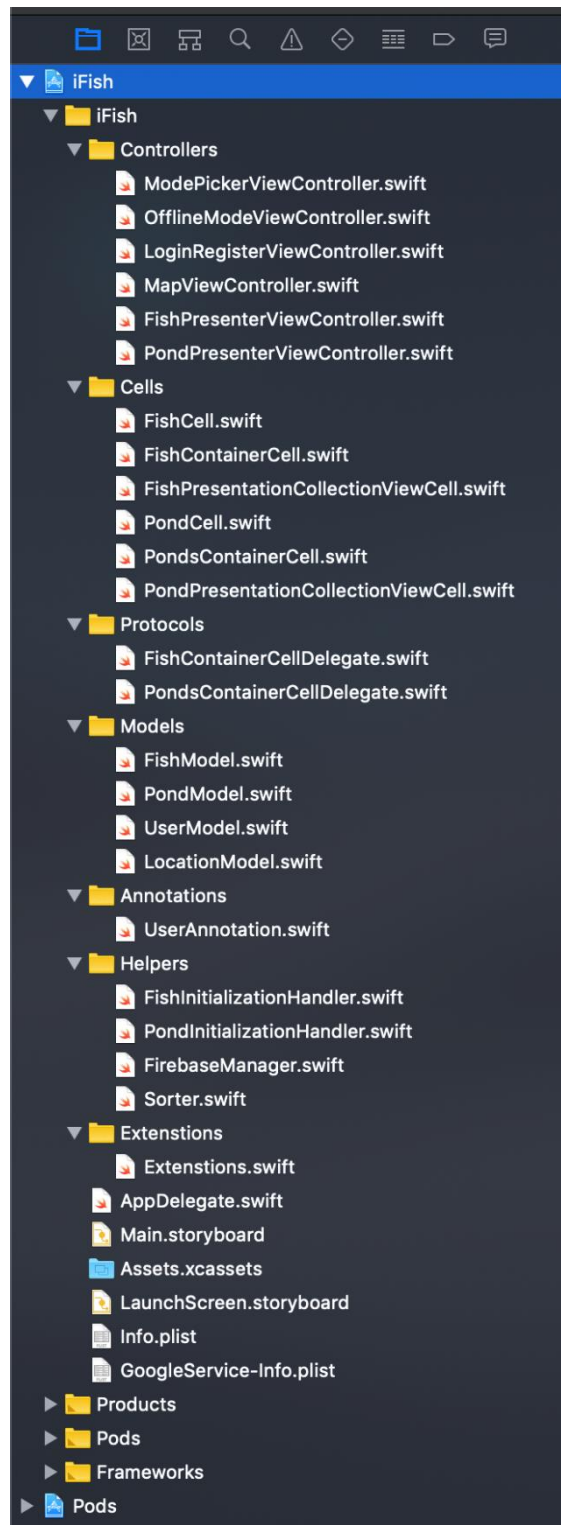 iFish
iFish
Controllers
ModePickerViewController.swift
OfflineModeViewController.swift
LoginRegisterViewController.swift
MapViewController.swift
FishPresenterViewController.swift
PondPresenterViewController.swift
Cells
FishCell.swift
FishContainerCell.swift
FishPresentationCollectionViewCell.swift
PondCell.swift
PondsContainerCell.swift
PondPresentationCollectionViewCell.swift
Protocols
FishContainerCellDelegate.swift
PondsContainerCellDelegate.swift
Models
FishModel.swift
PondModel.swift
UserModel.swift
LocationModel.swift
Annotations
UserAnnotation.swift
Helpers
FishInitializationHandler.swift
PondInitializationHandler.swift
FirebaseManager.swift
Sorter.swift
Extenstions
Extenstions.swift
AppDelegate.swift
Main.storyboard
Assets.xcassets
LaunchScreen.storyboard
Info.plist
GoogleService-Info.plist
Products
Pods
Frameworks
Pods